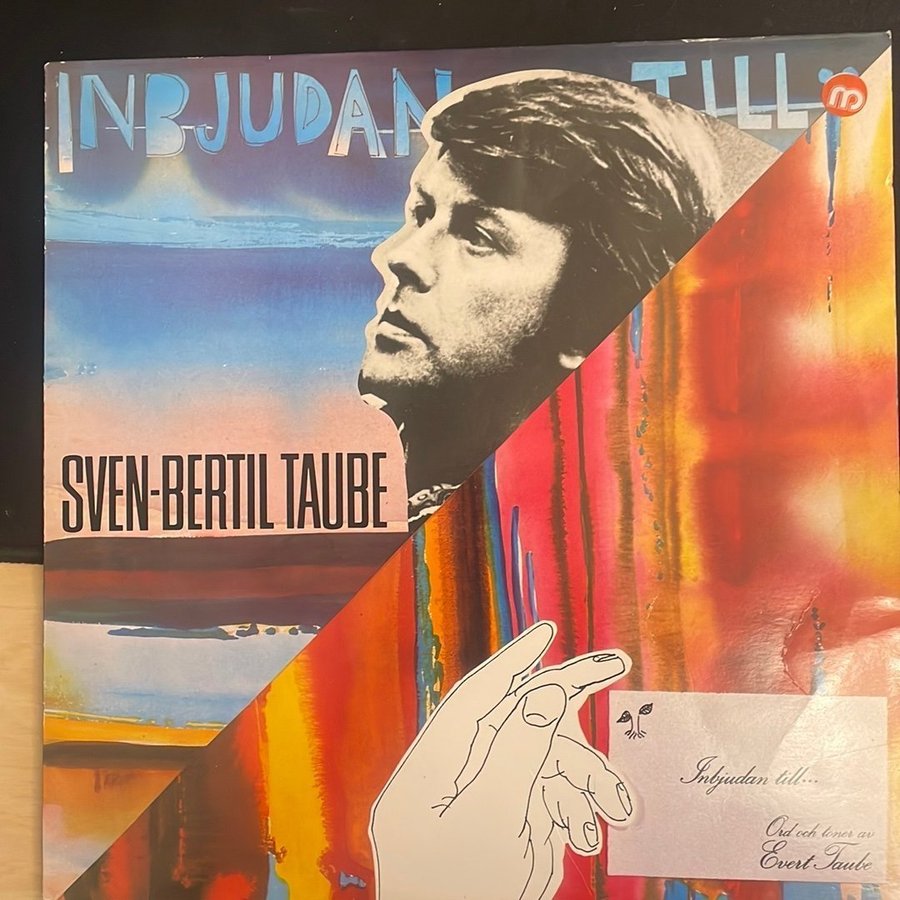 INBJUDAN TILL
SVEN-BERTIL TAUBE
Inbjudan till...
Ord och toner av
Evert Taube